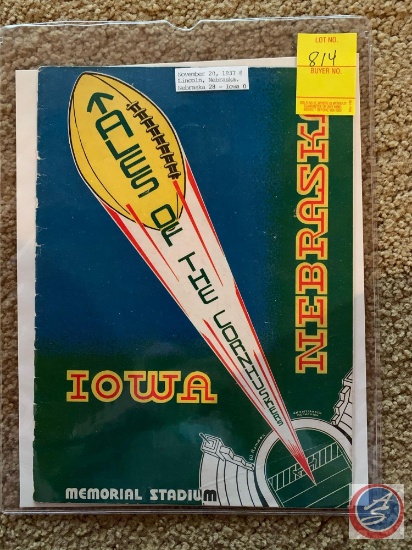 LOT NO.
814
BUYER NO.
November 20, 1937 @
Lincoln, Nebraska.
Nebraska 28 - Iowa 0
TALES OF THE CORNHUSKERS
NEBRASKA
IOWA
MEMORIAL STADIUM